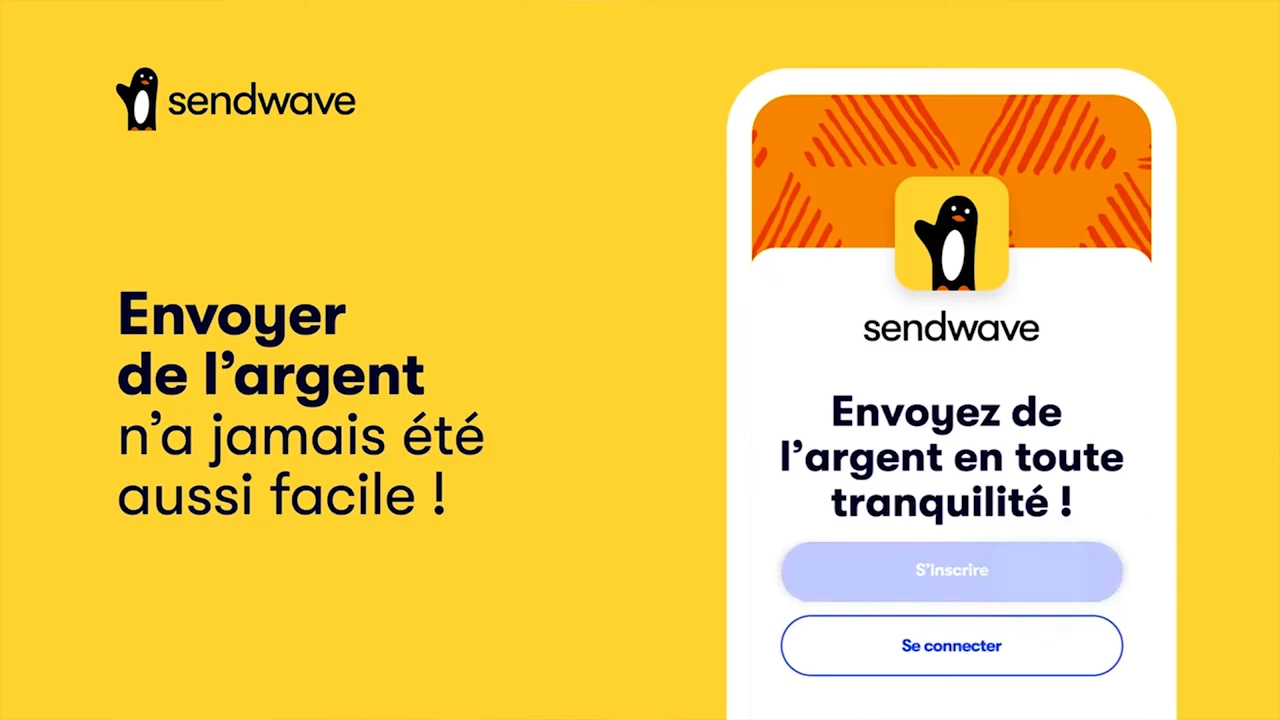 sendwave
Envoyer
de l’argent
n’a jamais été
aussi facile !
sendwave
Envoyez de
l’argent en toute
tranquilité !
S’inscrire
Se connecter